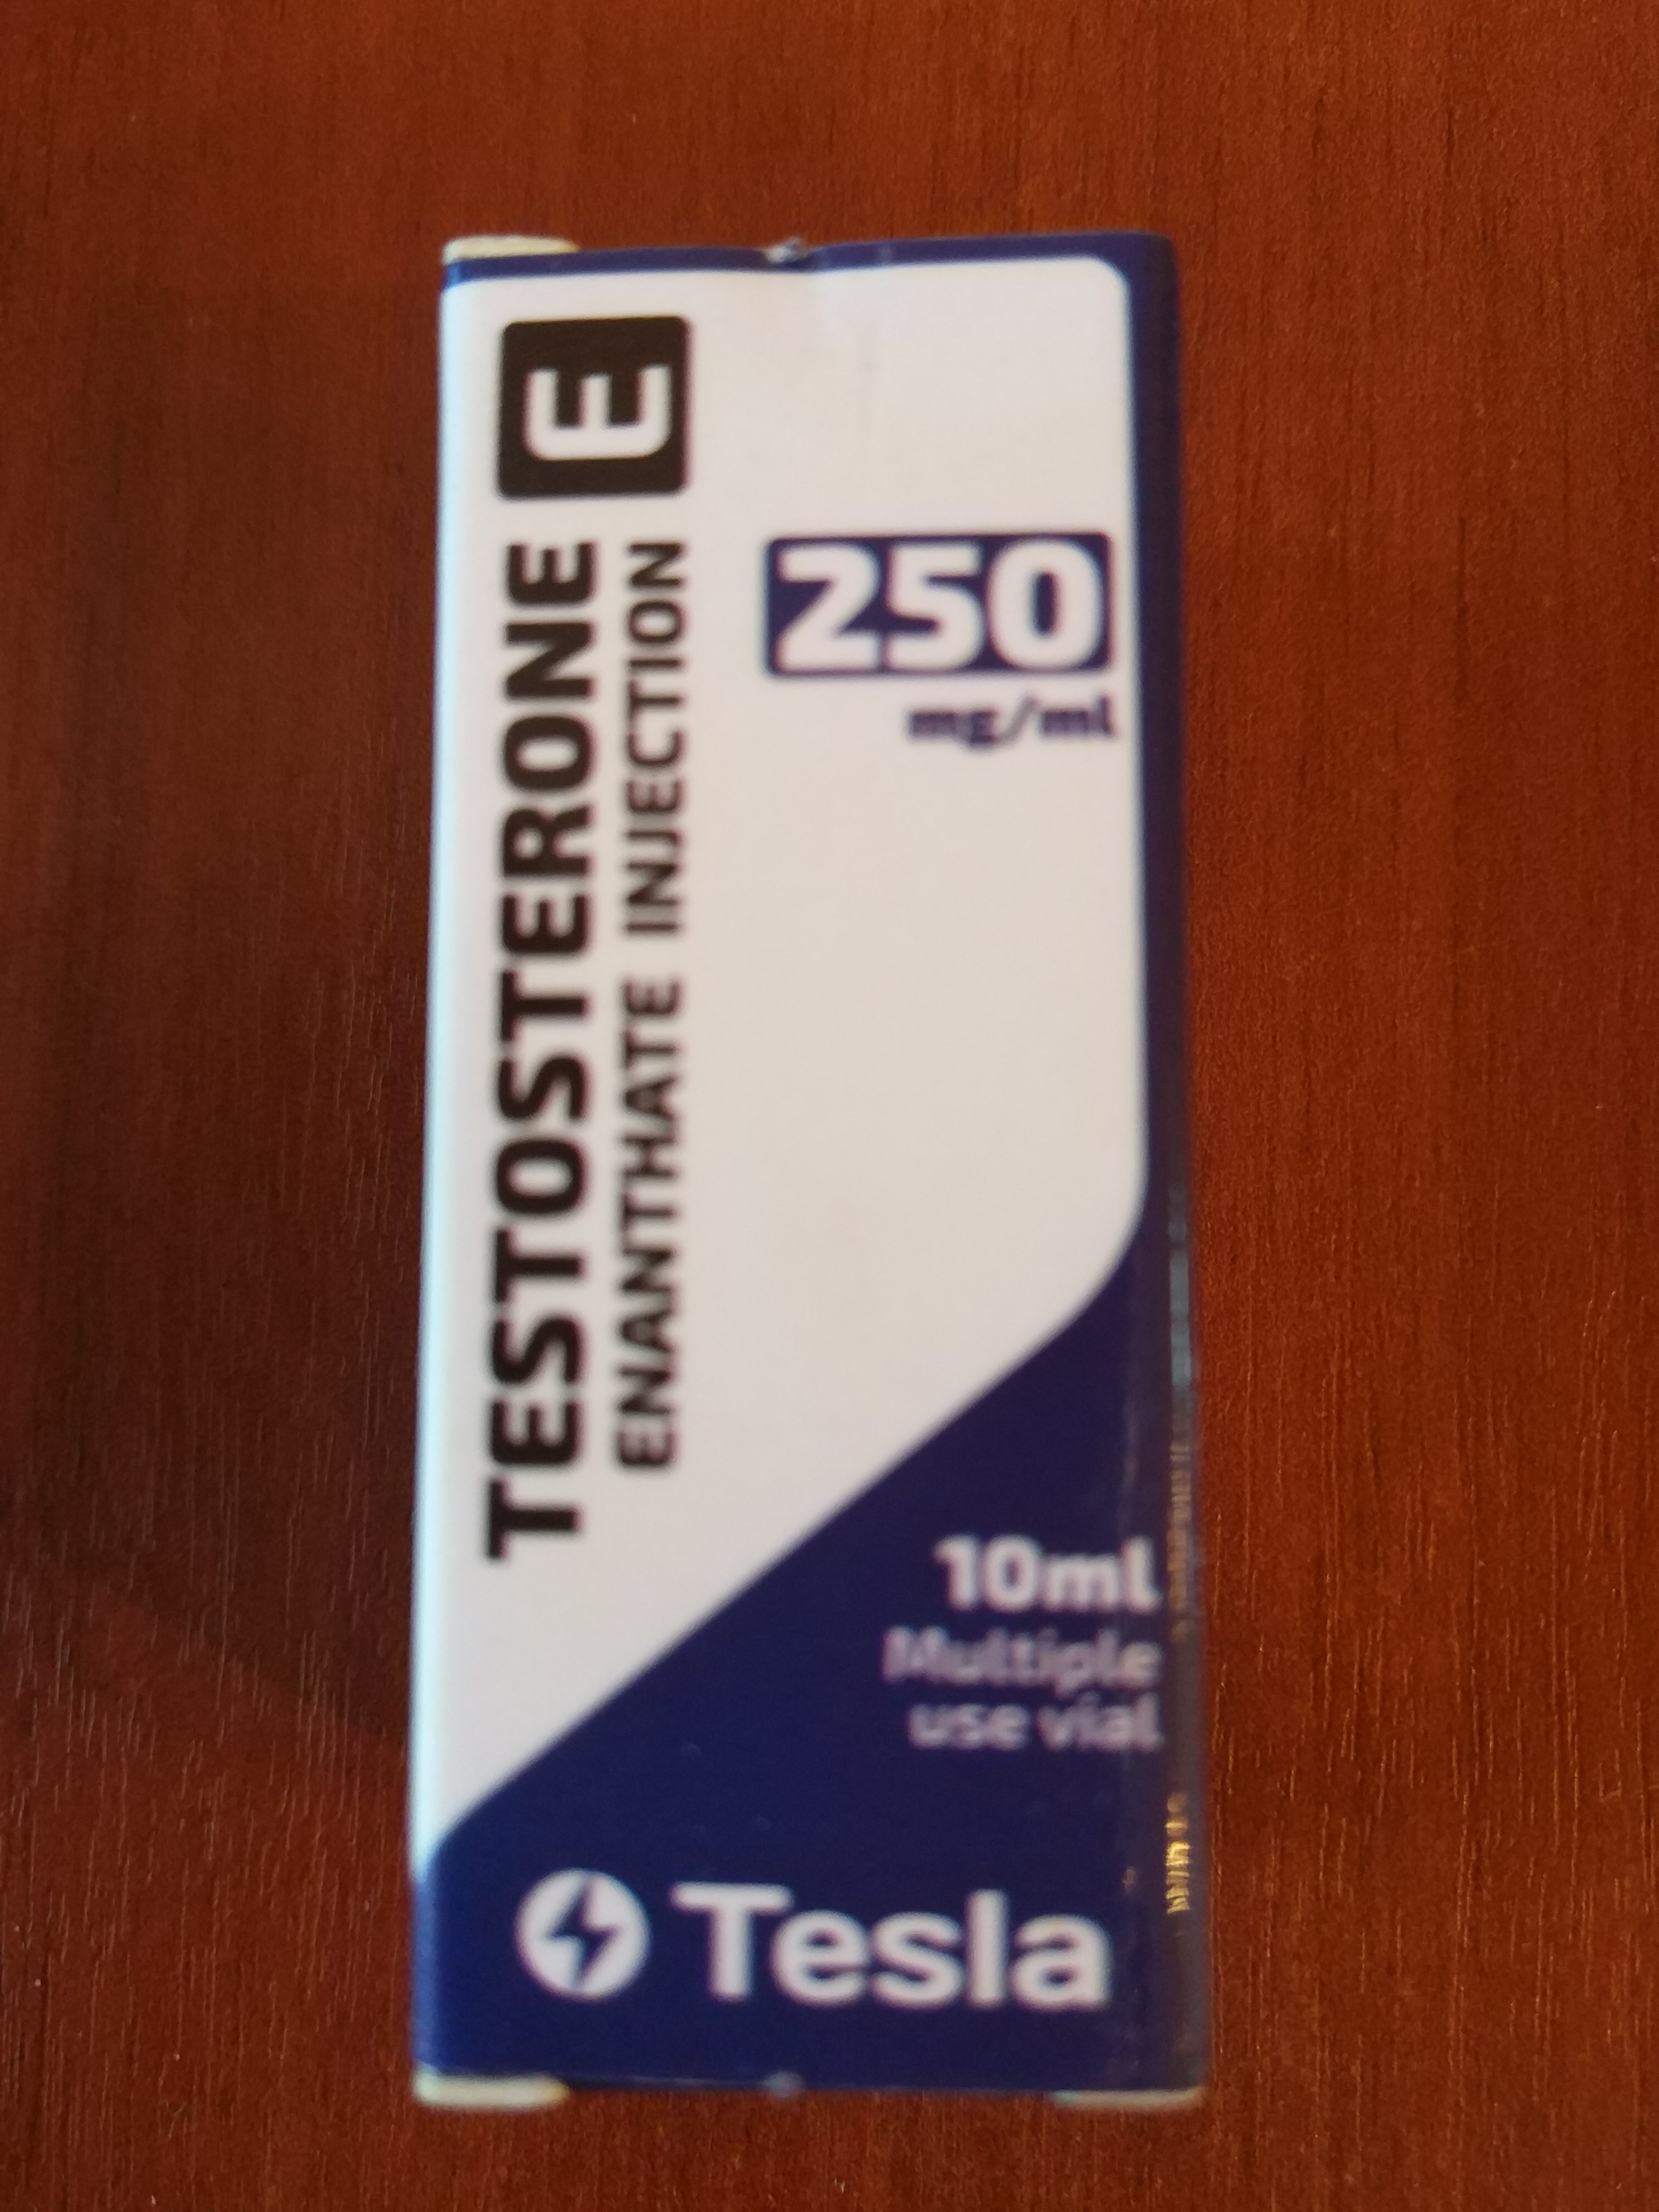 TESTOSTERONE E
ENANTHATE INJECTION
250
mg/ml
10ml
Multiple
use vial
Tesla